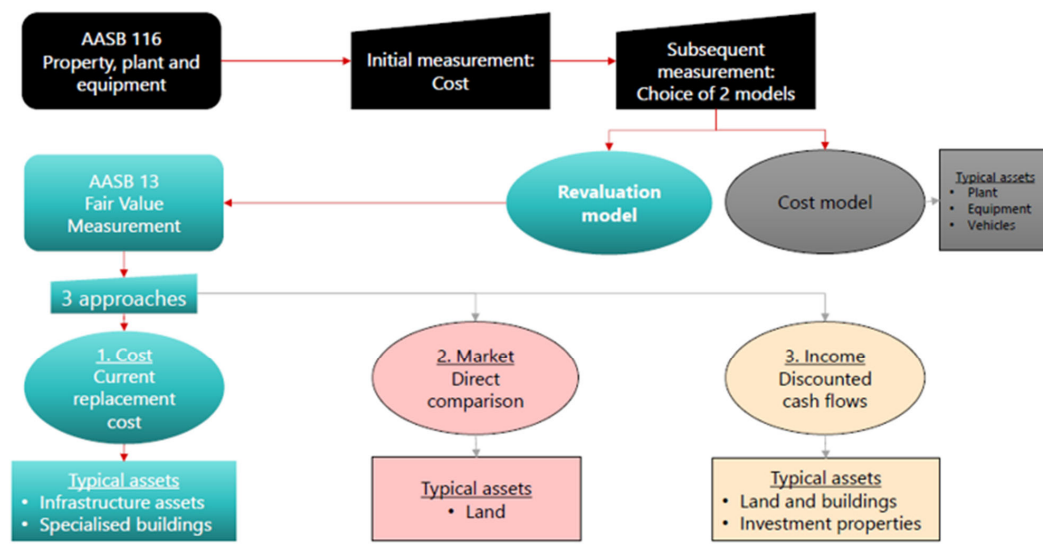 AASB 116
Property, plant and
equipment
Initial measurement:
Cost
Subsequent
measurement:
Choice of 2 models
AASB 13
Fair Value
Measurement
Revaluation
model
Cost model
Typical assets
• Plant
• Equipment
• Vehicles
3 approaches
1. Cost
Current
replacement
cost
2. Market
Direct
comparison
3. Income
Discounted
cash flows
Typical assets
• Infrastructure assets
• Specialised buildings
Typical assets
• Land
Typical assets
• Land and buildings
• Investment properties